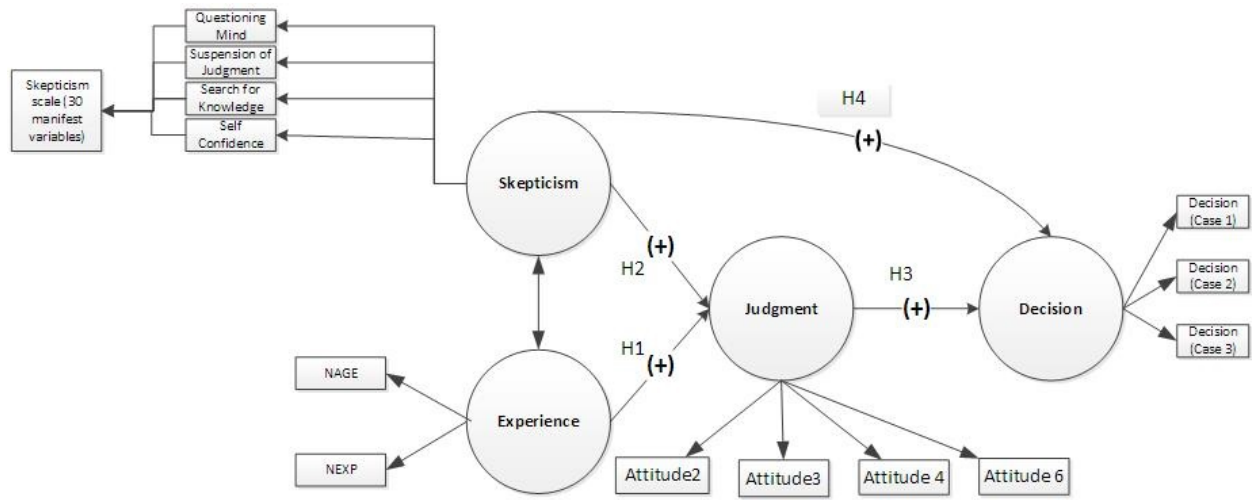 Questioning
Mind
Suspension of
Judgment
Search for
Knowledge
Self
Confidence
Skepticism
scale (30
manifest
variables)
H4
(+)
Skepticism
(+)
H2
Judgment
H3
(+)
Decision
Decision
(Case 1)
Decision
(Case 2)
Decision
(Case 3)
H1
(+)
NAGE
NEXP
Experience
Attitude2
Attitude3
Attitude 4
Attitude 6